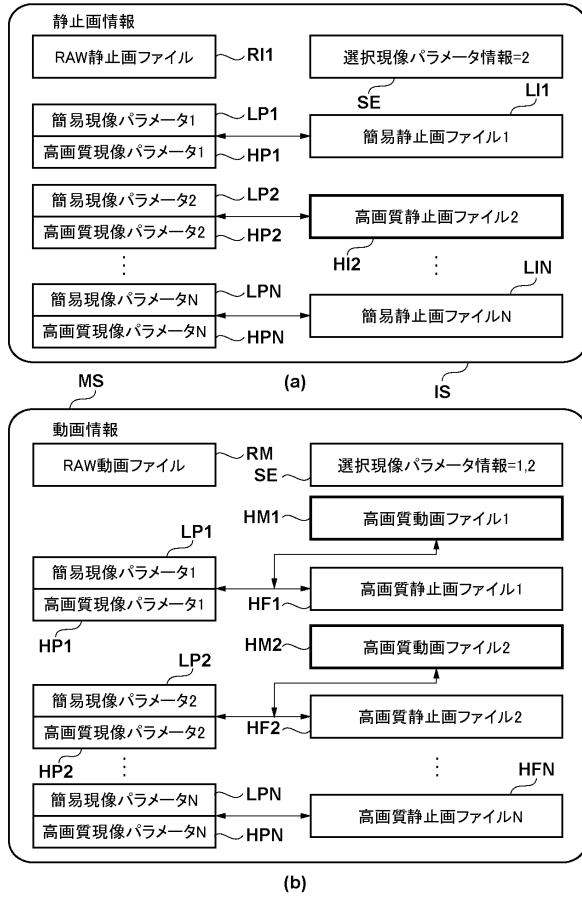 静止画情報
RAW静止画ファイル
RI1
選択現像パラメータ情報=2
SE
LI1
簡易現像パラメータ1
LP1
高画質現像パラメータ1
HP1
簡易静止画ファイル1
簡易現像パラメータ2
LP2
高画質現像パラメータ2
HP2
高画質静止画ファイル2
HI2
⋮
⋮
LIN
簡易現像パラメータN
LPN
高画質現像パラメータN
HPN
簡易静止画ファイルN
(a)
IS
MS
動画情報
RAW動画ファイル
RM
SE
選択現像パラメータ情報=1,2
HM1
高画質動画ファイル1
LP1
簡易現像パラメータ1
高画質現像パラメータ1
HP1
HF1
高画質静止画ファイル1
HM2
高画質動画ファイル2
LP2
簡易現像パラメータ2
高画質現像パラメータ2
HP2
HF2
高画質静止画ファイル2
⋮
⋮
HFN
簡易現像パラメータN
LPN
高画質現像パラメータN
HPN
高画質静止画ファイルN
(b)